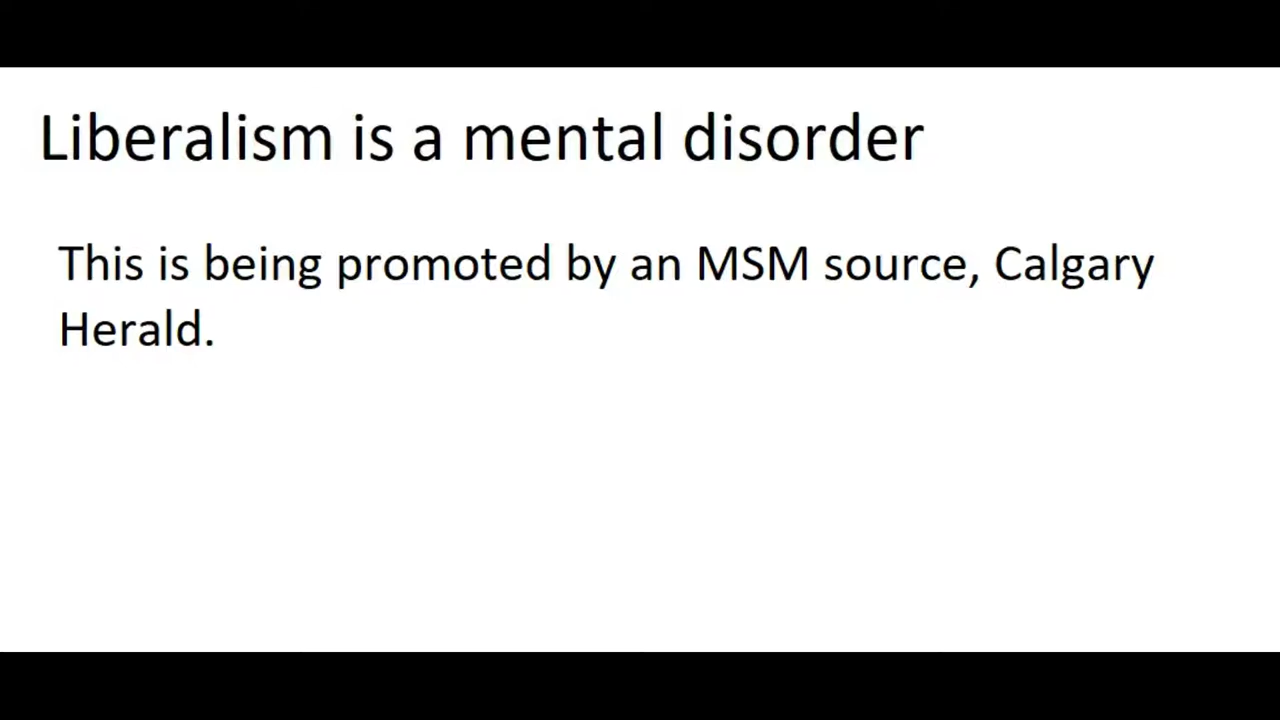 Liberalism is a mental disorder
This is being promoted by an MSM source, Calgary
Herald.